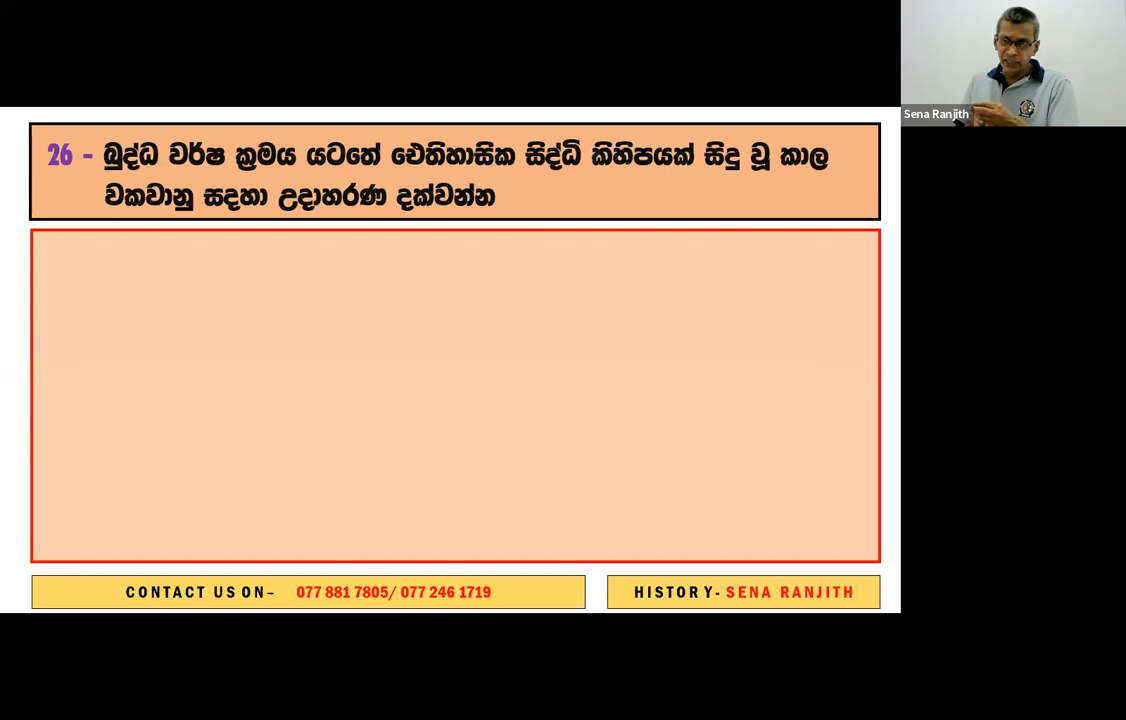 Sena Ranjith
26 - බුද්ධ වර්ෂ ක්‍රමය යටතේ ඓතිහාසික සිද්ධි කිහිපයක් සිදු වූ කාල
වකවානු සදහා උදාහරණ දක්වන්න
CONTACT US ON– 077 881 7805/ 077 246 1719
HISTORY- SENA RANJITH